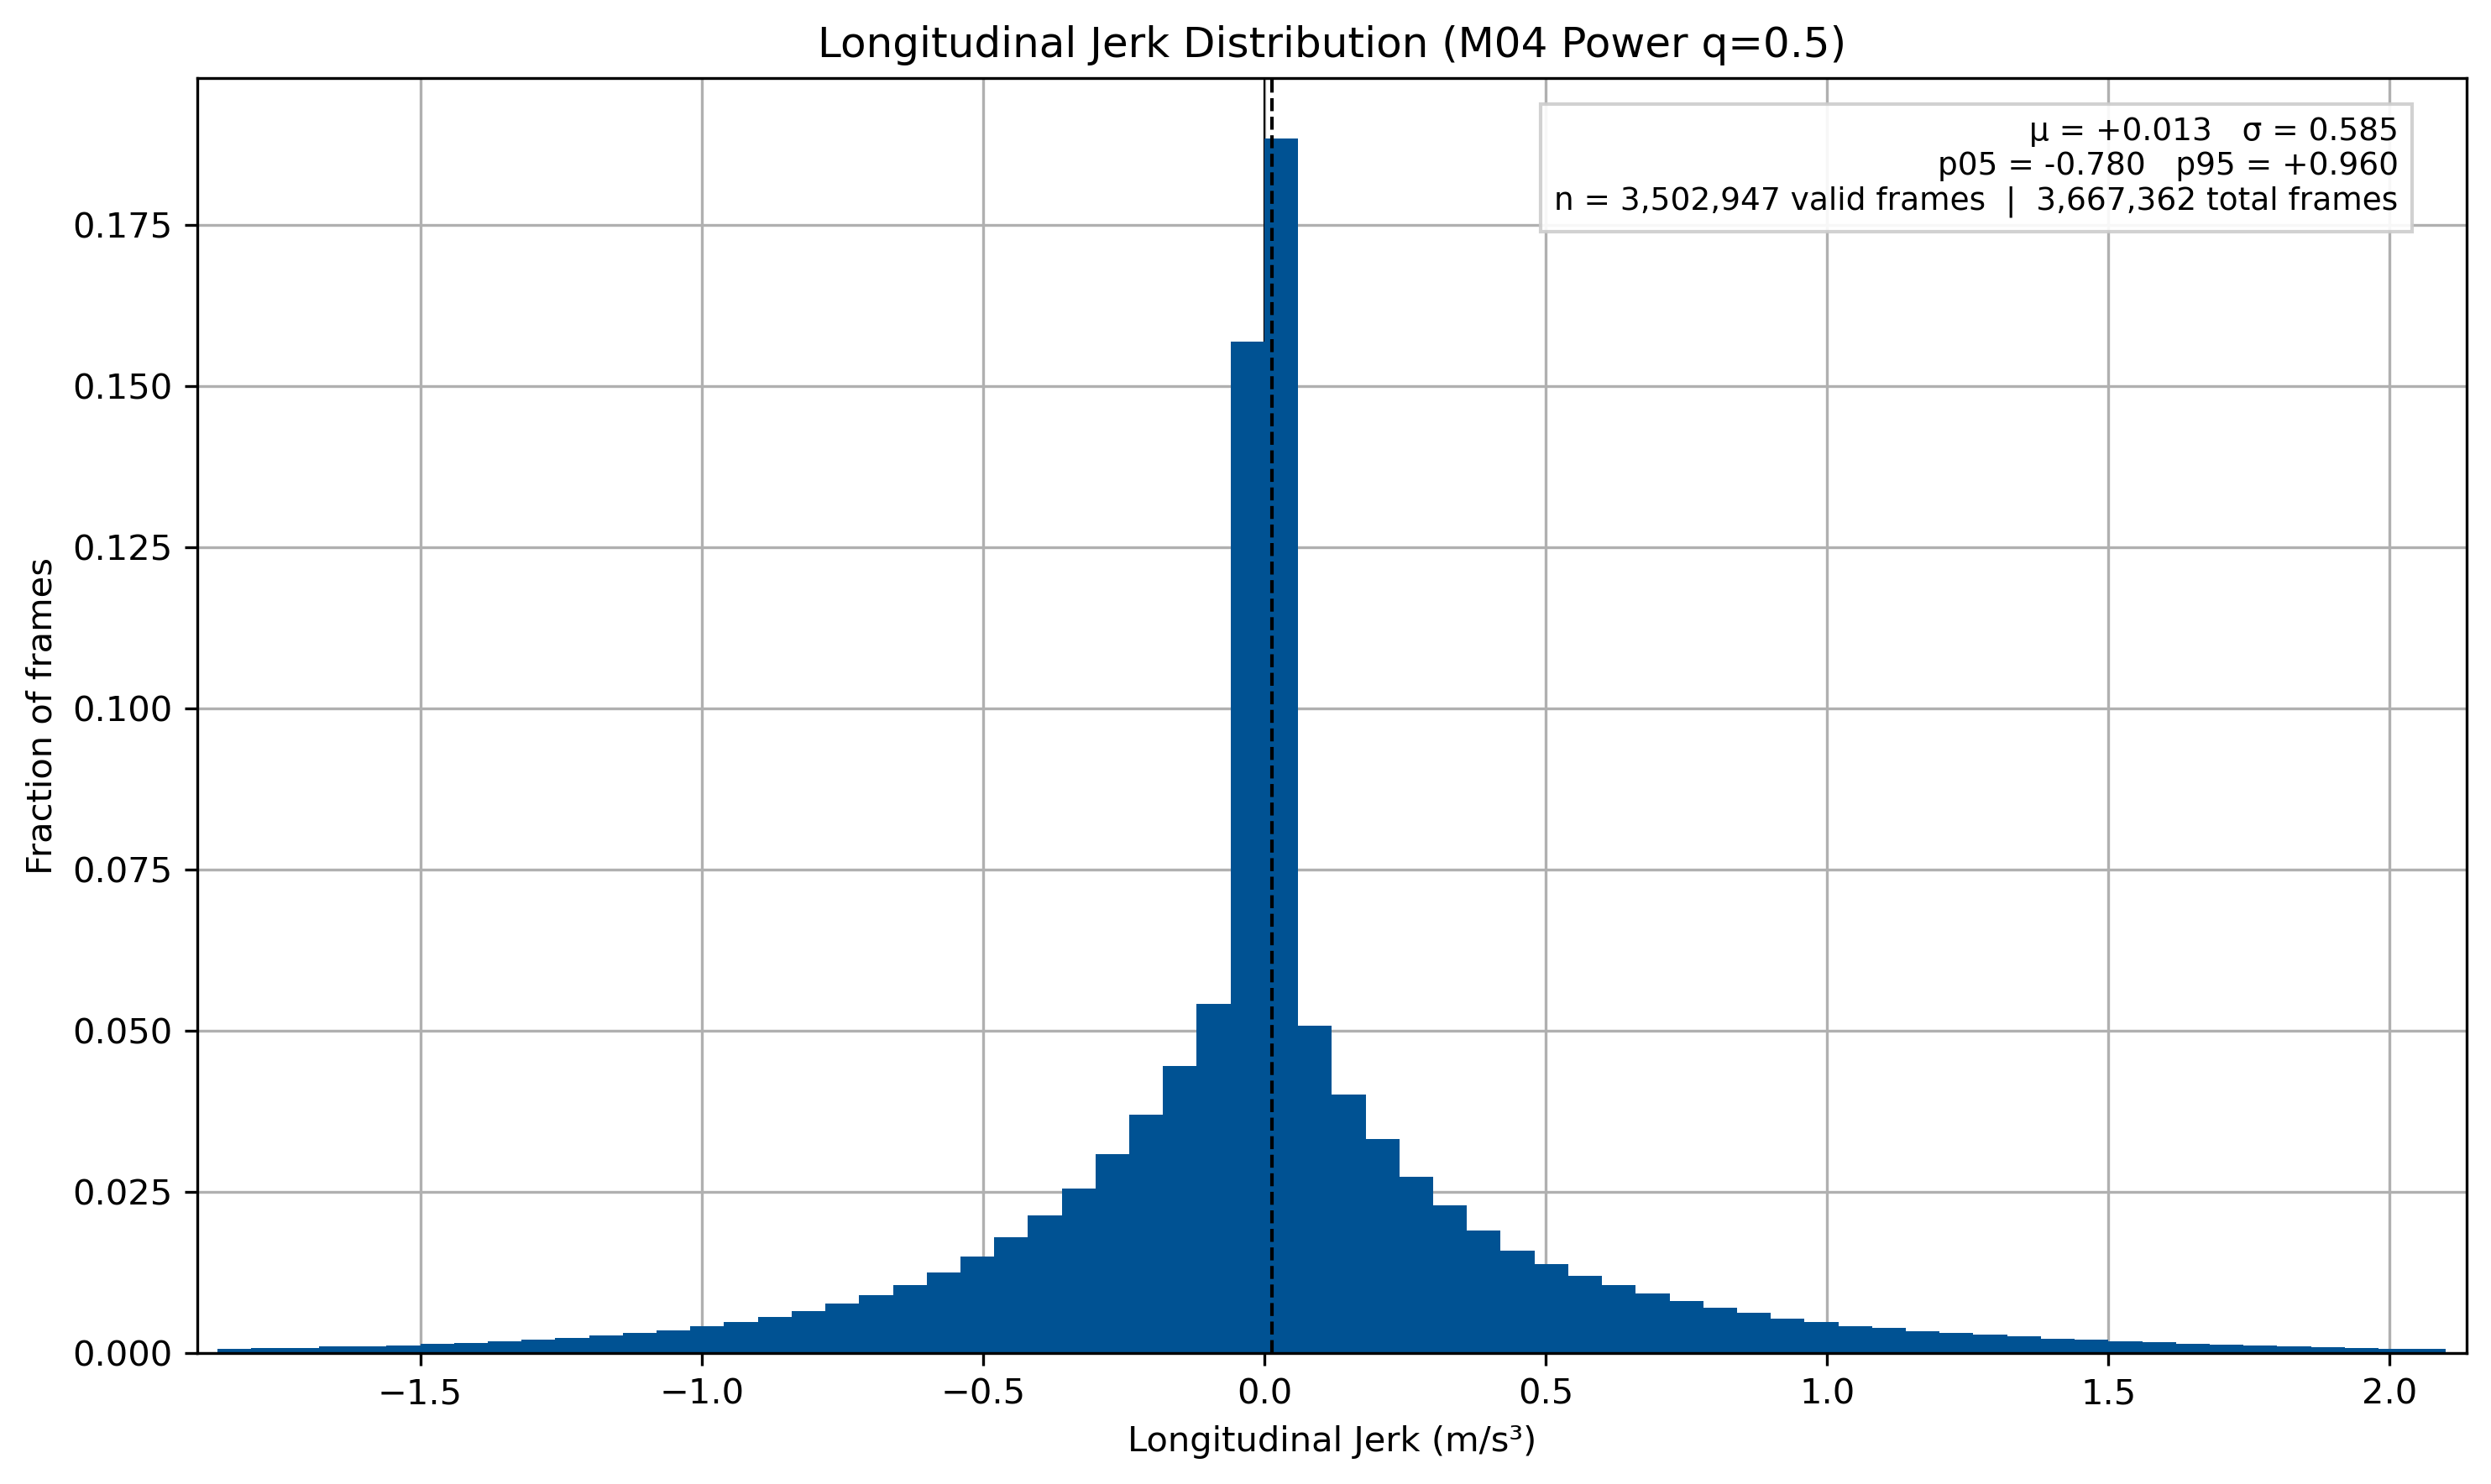 Longitudinal Jerk Distribution (M04 Power q=0.5)
μ = +0.013   σ = 0.585
p05 = -0.780   p95 = +0.960
n = 3,502,947 valid frames  |  3,667,362 total frames
Fraction of frames
0.175
0.150
0.125
0.100
0.075
0.050
0.025
0.000
−1.5 −1.0 −0.5 0.0 0.5 1.0 1.5 2.0
Longitudinal Jerk (m/s³)